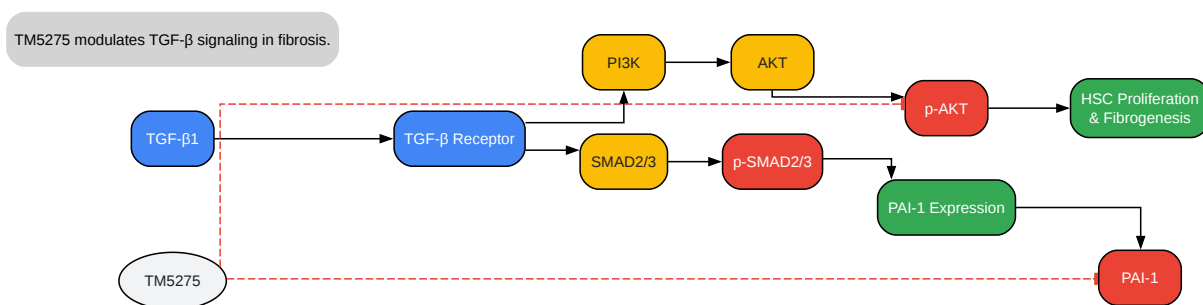 TM5275 modulates TGF-β signaling in fibrosis.
PI3K
AKT
p-AKT
HSC Proliferation
& Fibrogenesis
TGF-β1
TGF-β Receptor
SMAD2/3
p-SMAD2/3
PAI-1 Expression
TM5275
PAI-1